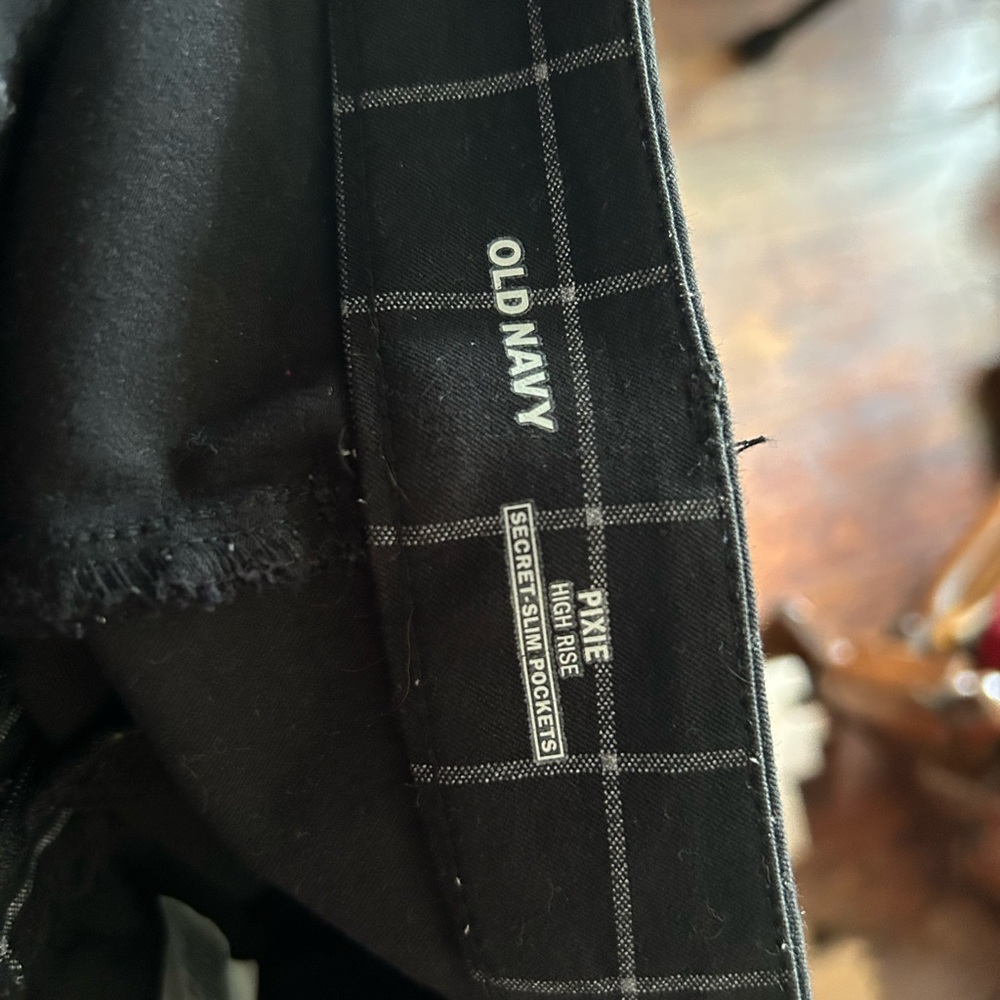 OLD NAVY
PIXIE
HIGH RISE
SECRET-SLIM POCKETS